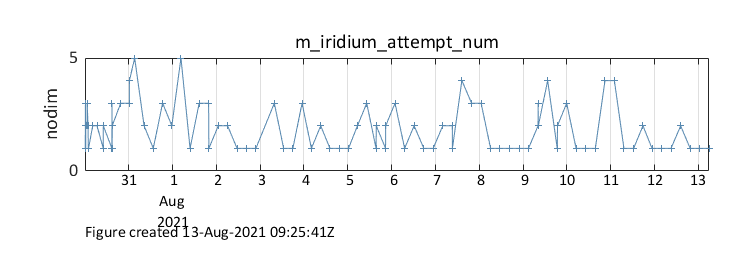 m_iridium_attempt_num
5
nodim
0
31 1 2 3 4 5 6 7 8 9 10 11 12 13
Aug
2021
Figure created 13-Aug-2021 09:25:41Z